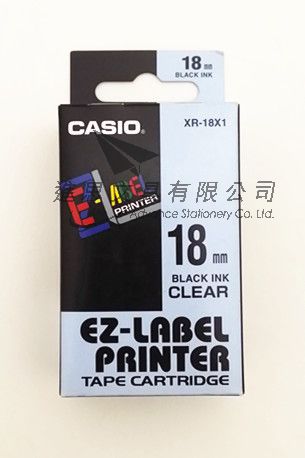 18 mm
BLACK INK
CASIO®
XR-18X1
E-LABEL
PRINTER
有限公司
Stationery Co. Ltd.
18 mm
BLACK INK
CLEAR
EZ-LABEL
PRINTER
TAPE CARTRIDGE